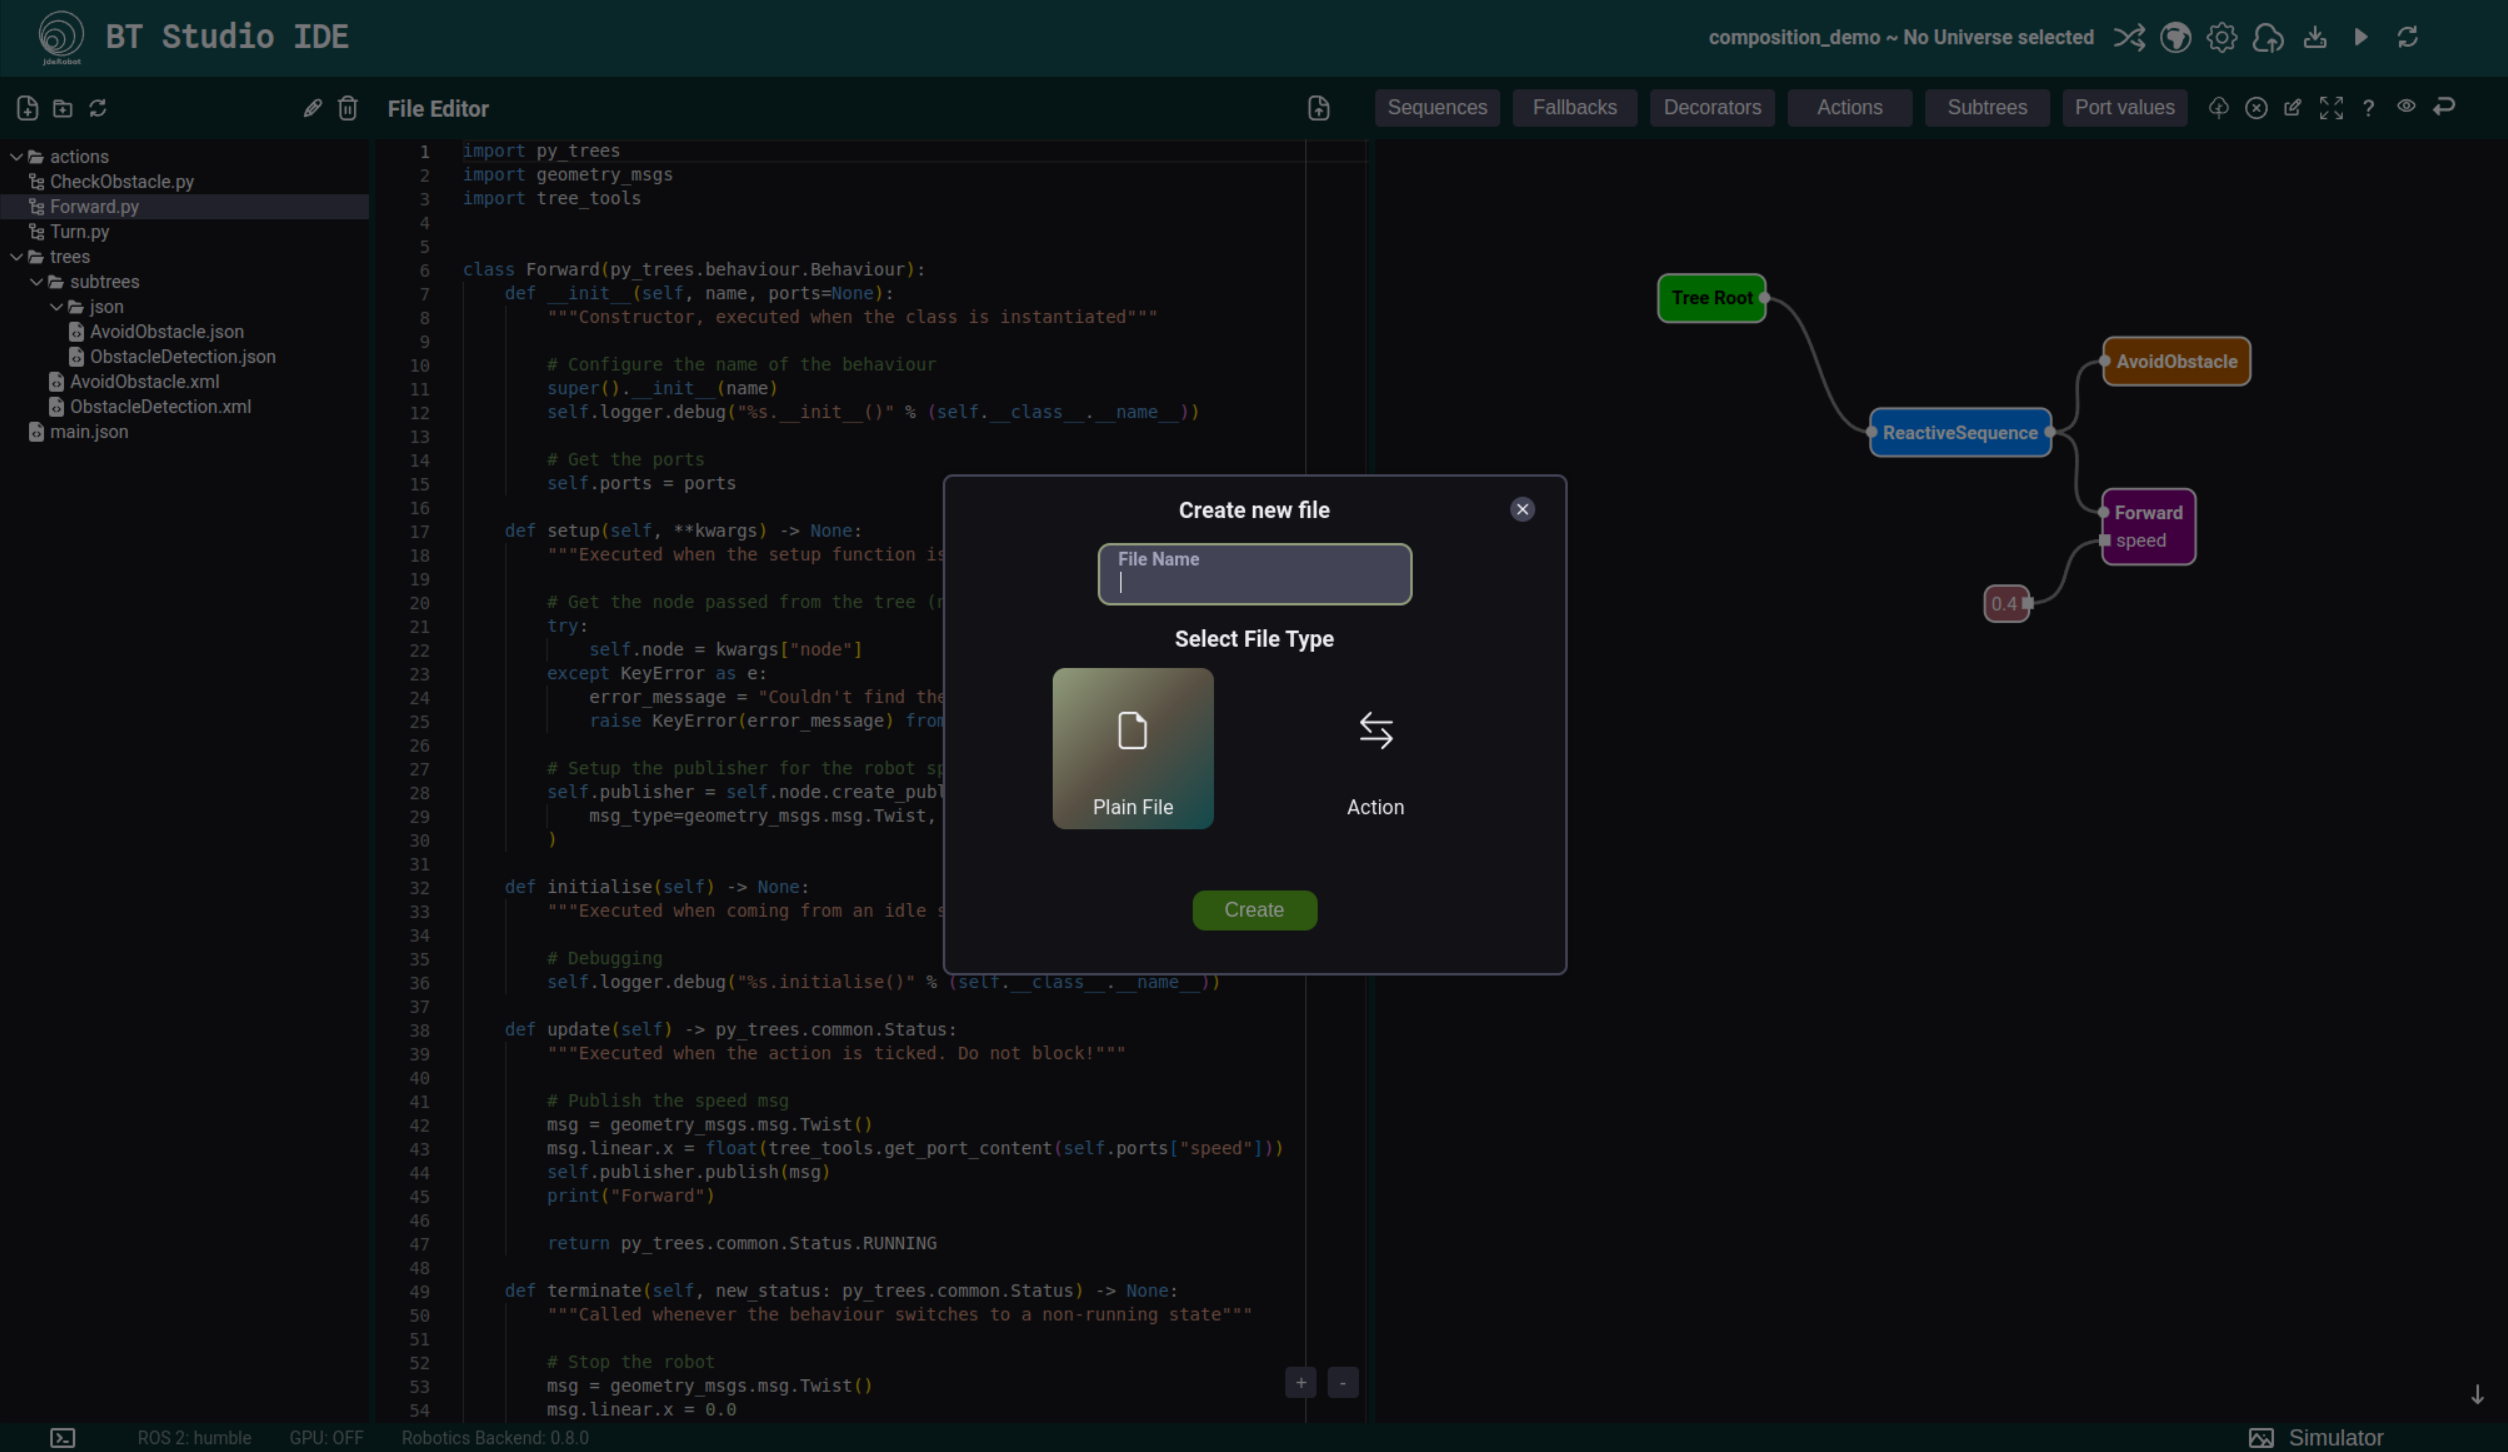 JdeRobot
BT Studio IDE
composition_demo ~ No Universe selected
File Editor
Sequences
Fallbacks
Decorators
Actions
Subtrees
Port values
?
actions
CheckObstacle.py
Forward.py
Turn.py
trees
subtrees
json
AvoidObstacle.json
ObstacleDetection.json
AvoidObstacle.xml
ObstacleDetection.xml
main.json
1 import py_trees
2 import geometry_msgs
3 import tree_tools
4
5
6 class Forward(py_trees.behaviour.Behaviour):
7 def __init__(self, name, ports=None):
8 """Constructor, executed when the class is instantiated"""
9
10 # Configure the name of the behaviour
11 super().__init__(name)
12 self.logger.debug("%s.__init__()" % (self.__class__.__name__))
13
14 # Get the ports
15 self.ports = ports
16
17 def setup(self, **kwargs) -> None:
18 """Executed when the setup function is
19
20 # Get the node passed from the tree (
21 try:
22 self.node = kwargs["node"]
23 except KeyError as e:
24 error_message = "Couldn't find the
25 raise KeyError(error_message) from
26
27 # Setup the publisher for the robot sp
28 self.publisher = self.node.create_publ
29 msg_type=geometry_msgs.msg.Twist,
30 )
31
32 def initialise(self) -> None:
33 """Executed when coming from an idle s
34
35 # Debugging
36 self.logger.debug("%s.initialise()" % (self.__class__.__name__))
37
38 def update(self) -> py_trees.common.Status:
39 """Executed when the action is ticked. Do not block!"""
40
41 # Publish the speed msg
42 msg = geometry_msgs.msg.Twist()
43 msg.linear.x = float(tree_tools.get_port_content(self.ports["speed"]))
44 self.publisher.publish(msg)
45 print("Forward")
46
47 return py_trees.common.Status.RUNNING
48
49 def terminate(self, new_status: py_trees.common.Status) -> None:
50 """Called whenever the behaviour switches to a non-running state"""
51
52 # Stop the robot
53 msg = geometry_msgs.msg.Twist()
54 msg.linear.x = 0.0
+ -
Create new file
File Name
Select File Type
Plain File
Action
Create
Tree Root
AvoidObstacle
ReactiveSequence
Forward
speed
0.4
ROS 2: humble
GPU: OFF
Robotics Backend: 0.8.0
Simulator